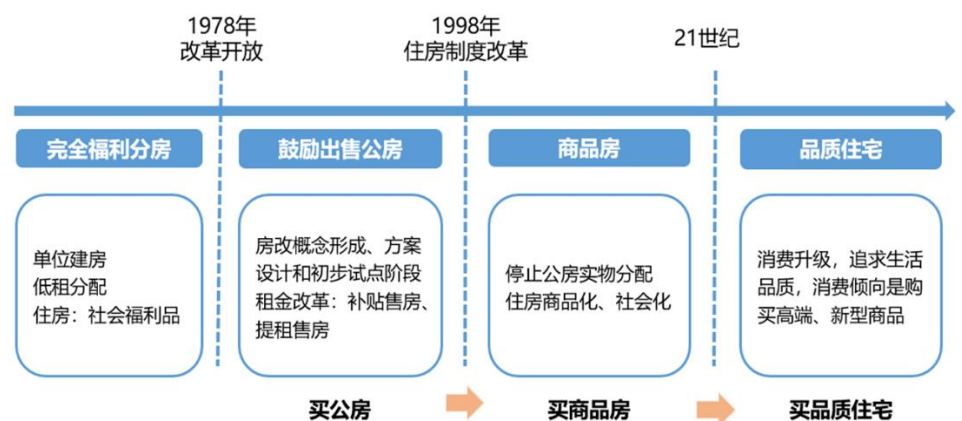 1978年
改革开放
1998年
住房制度改革
21世纪
完全福利分房
鼓励出售公房
商品房
品质住宅
单位建房
低租分配
住房：社会福利品
房改概念形成、方案
设计和初步试点阶段
租金改革：补贴售房、
提租售房
停止公房实物分配
住房商品化、社会化
消费升级，追求生活
品质，消费倾向是购
买高端、新型商品
买公房
买商品房
买品质住宅